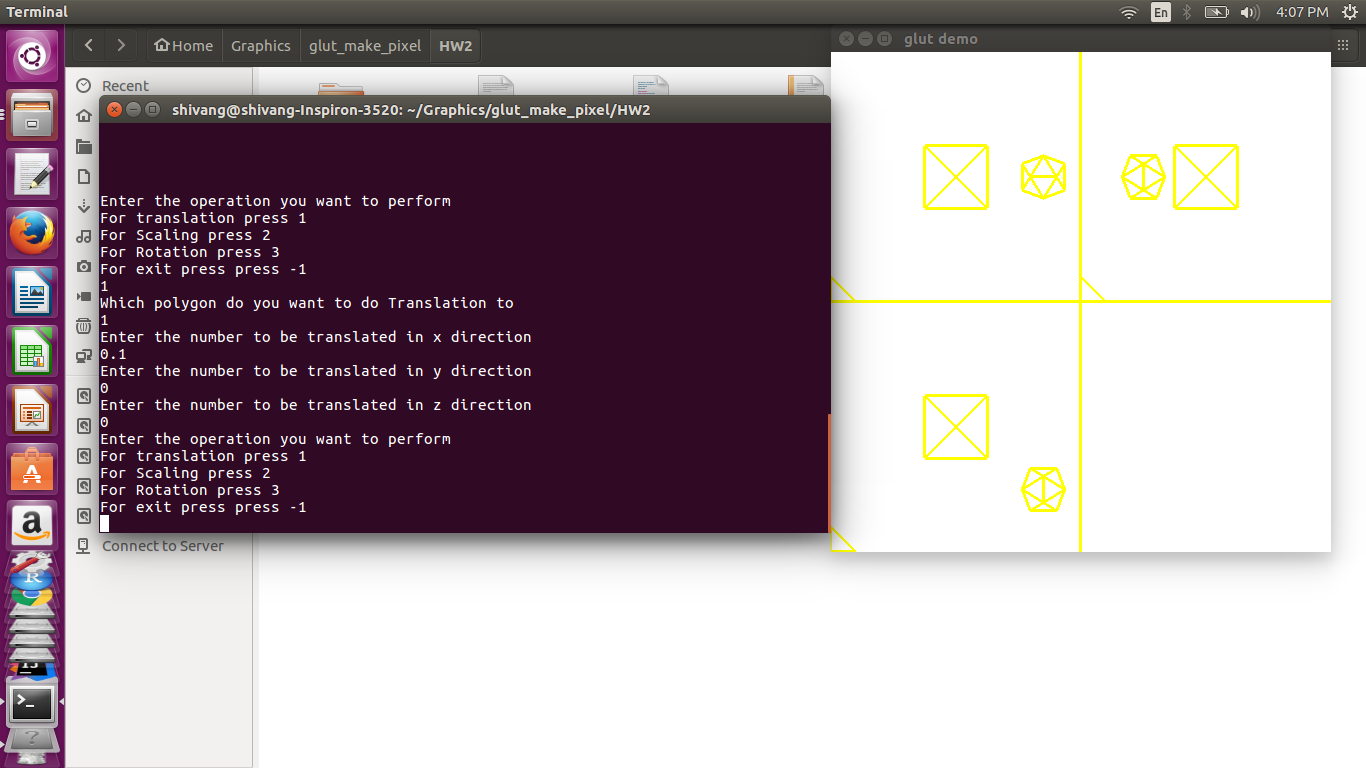 Terminal
En
4:07 PM
Home
Graphics
glut_make_pixel
HW2
glut demo
Recent
shivang@shivang-Inspiron-3520: ~/Graphics/glut_make_pixel/HW2
Enter the operation you want to perform
For translation press 1
For Scaling press 2
For Rotation press 3
For exit press press -1
1
Which polygon do you want to do Translation to
1
Enter the number to be translated in x direction
0.1
Enter the number to be translated in y direction
0
Enter the number to be translated in z direction
0
Enter the operation you want to perform
For translation press 1
For Scaling press 2
For Rotation press 3
For exit press press -1
Connect to Server